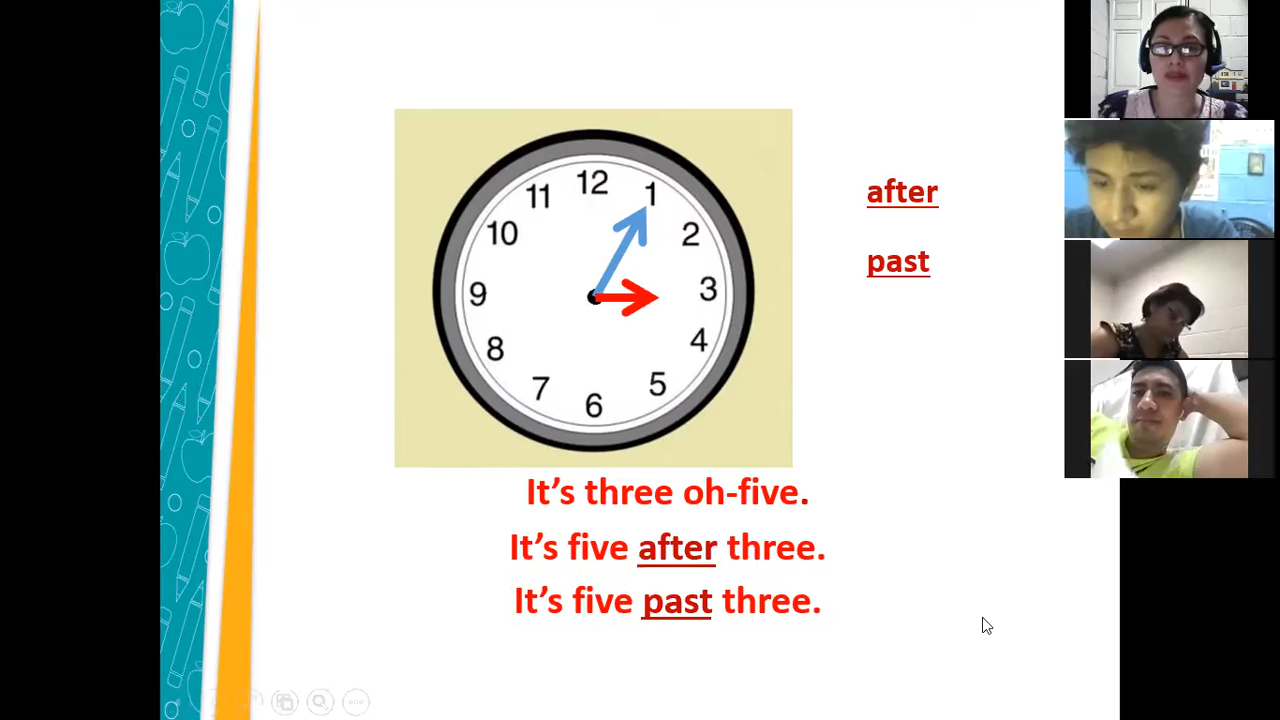 12
11
1
10
2
9
3
8
4
7
5
6
after
past
It's three oh-five.
It's five after three.
It's five past three.